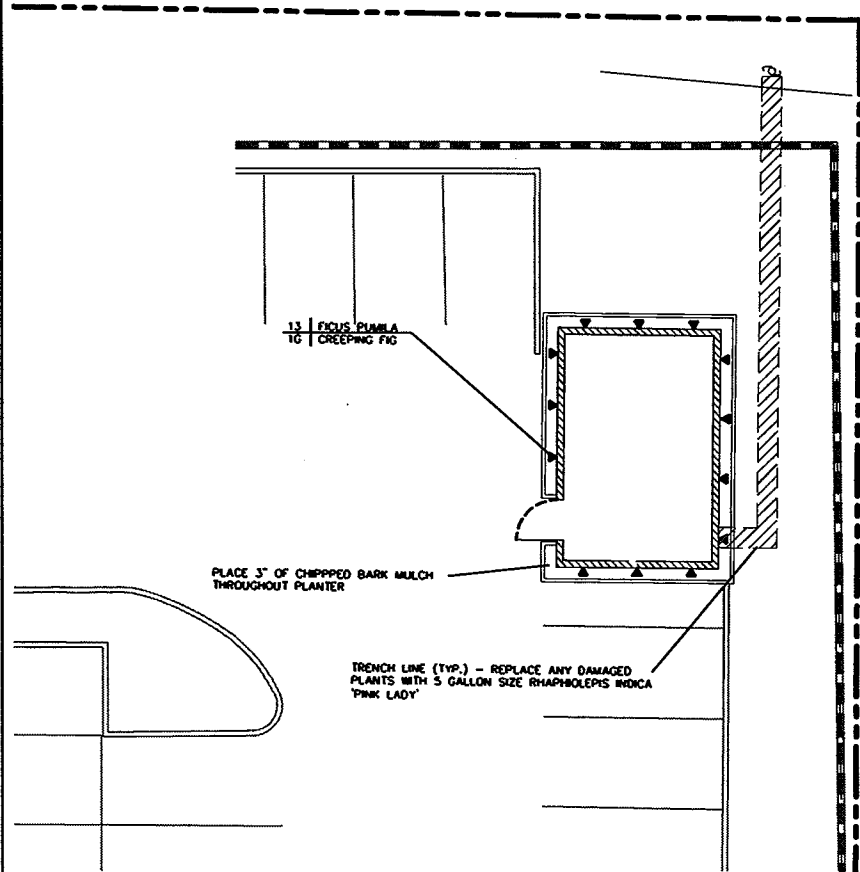 13 | FICUS PUMILA
1G | CREEPING FIG
PLACE 3" OF CHIPPPED BARK MULCH
THROUGHOUT PLANTER
TRENCH LINE (TYP.) – REPLACE ANY DAMAGED
PLANTS WITH 5 GALLON SIZE RHAPHIOLEPIS INDICA
'PINK LADY'